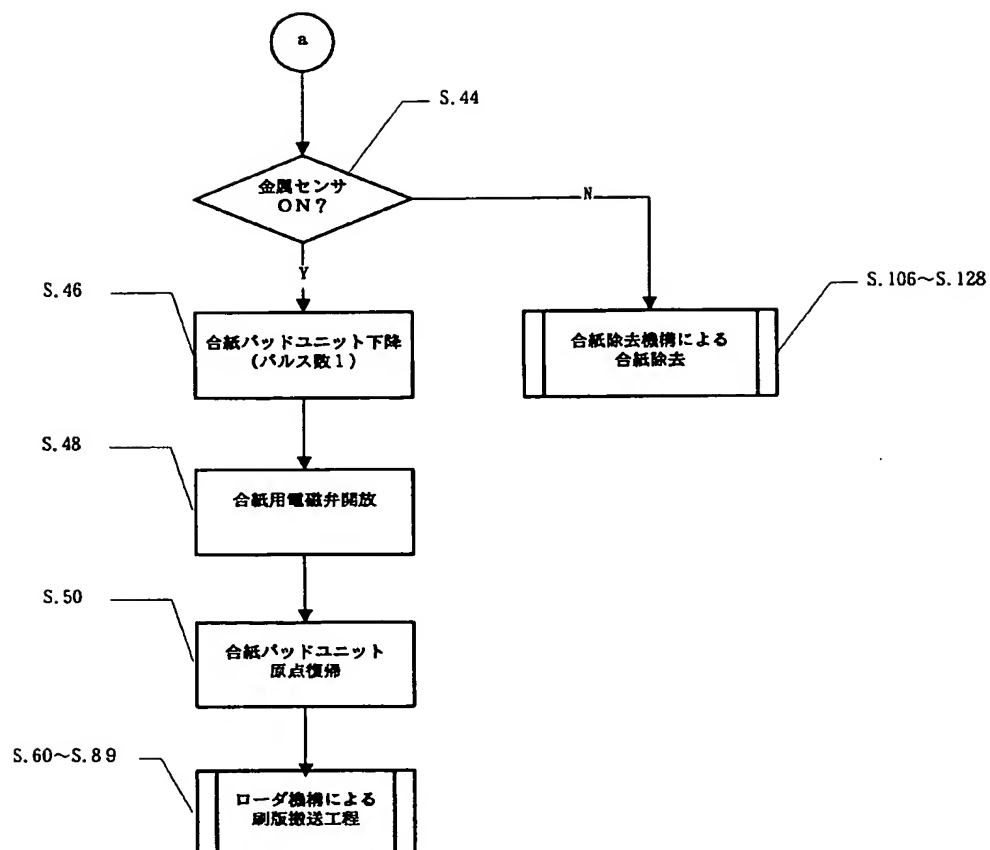 a
S.44
金属センサ
ON?
N
Y
S.46
S.106～S.128
合紙パッドユニット下降
(パルス数1)
合紙除去機構による
合紙除去
S.48
合紙用電磁弁開放
S.50
合紙パッドユニット
原点復帰
S.60～S.89
ローダ機構による
刷版搬送工程